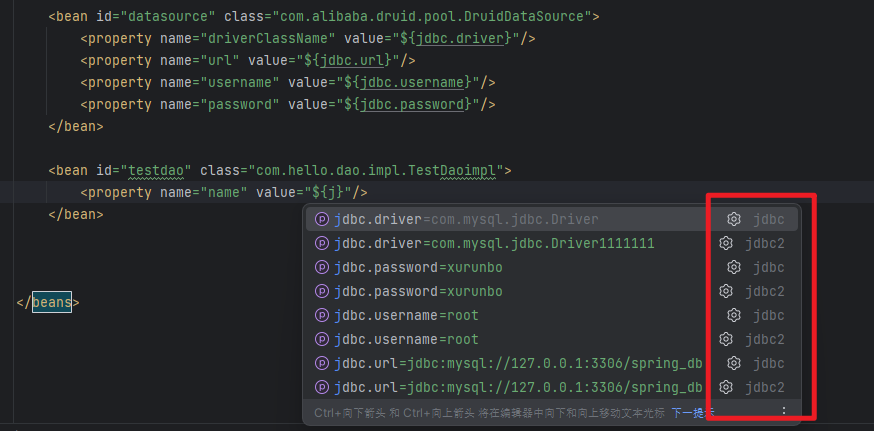 <bean id="datasource" class="com.alibaba.druid.pool.DruidDataSource">
<property name="driverClassName" value="${jdbc.driver}"/>
<property name="url" value="${jdbc.url}"/>
<property name="username" value="${jdbc.username}"/>
<property name="password" value="${jdbc.password}"/>
</bean>
<bean id="testdao" class="com.hello.dao.impl.TestDaoimpl">
<property name="name" value="${j}"/>
</bean>
jdbc.driver=com.mysql.jdbc.Driver jdbc
jdbc.driver=com.mysql.jdbc.Driver1111111 jdbc2
jdbc.password=xurunbo jdbc
jdbc.password=xurunbo jdbc2
</beans>
jdbc.username=root jdbc
jdbc.username=root jdbc2
jdbc.url=jdbc:mysql://127.0.0.1:3306/spring_db jdbc
jdbc.url=jdbc:mysql://127.0.0.1:3306/spring_db jdbc2
Ctrl+向下箭头 和 Ctrl+向上箭头 将在编辑器中向下和向上移动文本光标 下一提